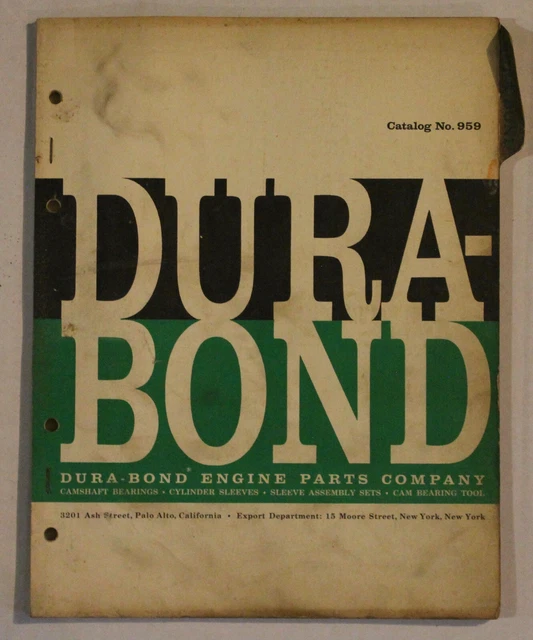 Catalog No. 959
DURA-
BOND
DURA-BOND® ENGINE PARTS COMPANY
CAMSHAFT BEARINGS • CYLINDER SLEEVES • SLEEVE ASSEMBLY SETS • CAM BEARING TOOL
3201 Ash Street, Palo Alto, California • Export Department: 15 Moore Street, New York, New York